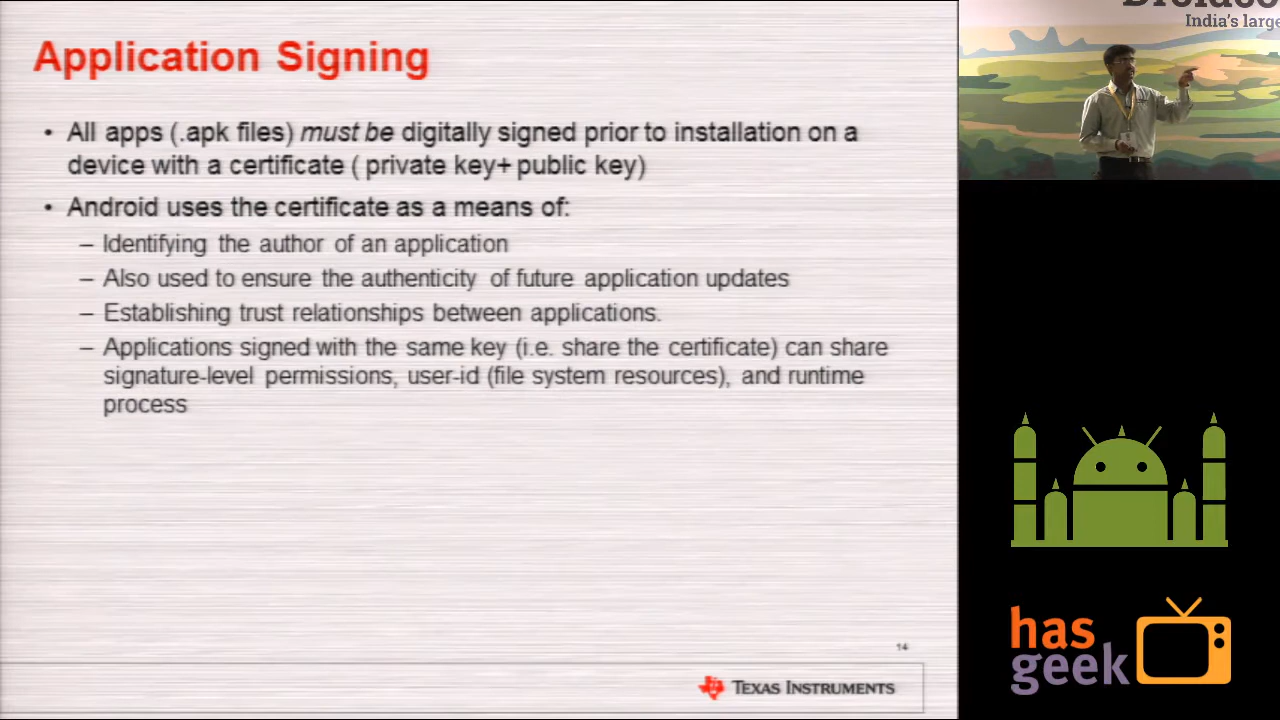 Application Signing
• All apps (.apk files) must be digitally signed prior to installation on a
device with a certificate ( private key+ public key)
• Android uses the certificate as a means of:
– Identifying the author of an application
– Also used to ensure the authenticity of future application updates
– Establishing trust relationships between applications.
– Applications signed with the same key (i.e. share the certificate) can share
signature-level permissions, user-id (file system resources), and runtime
process
14
TEXAS INSTRUMENTS
India's large
has
geek